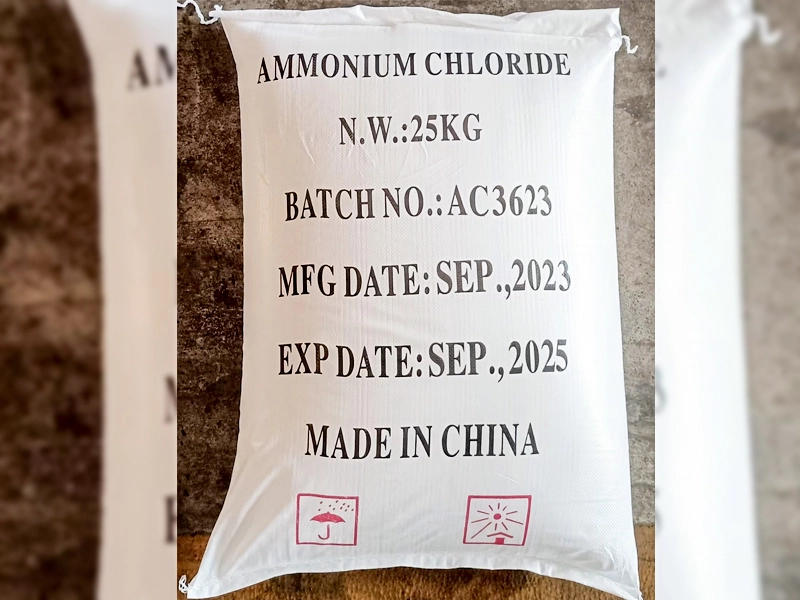 AMMONIUM CHLORIDE
N.W.:25KG
BATCH NO.:AC3623
MFG DATE:SEP.,2023
EXP DATE:SEP.,2025
MADE IN CHINA